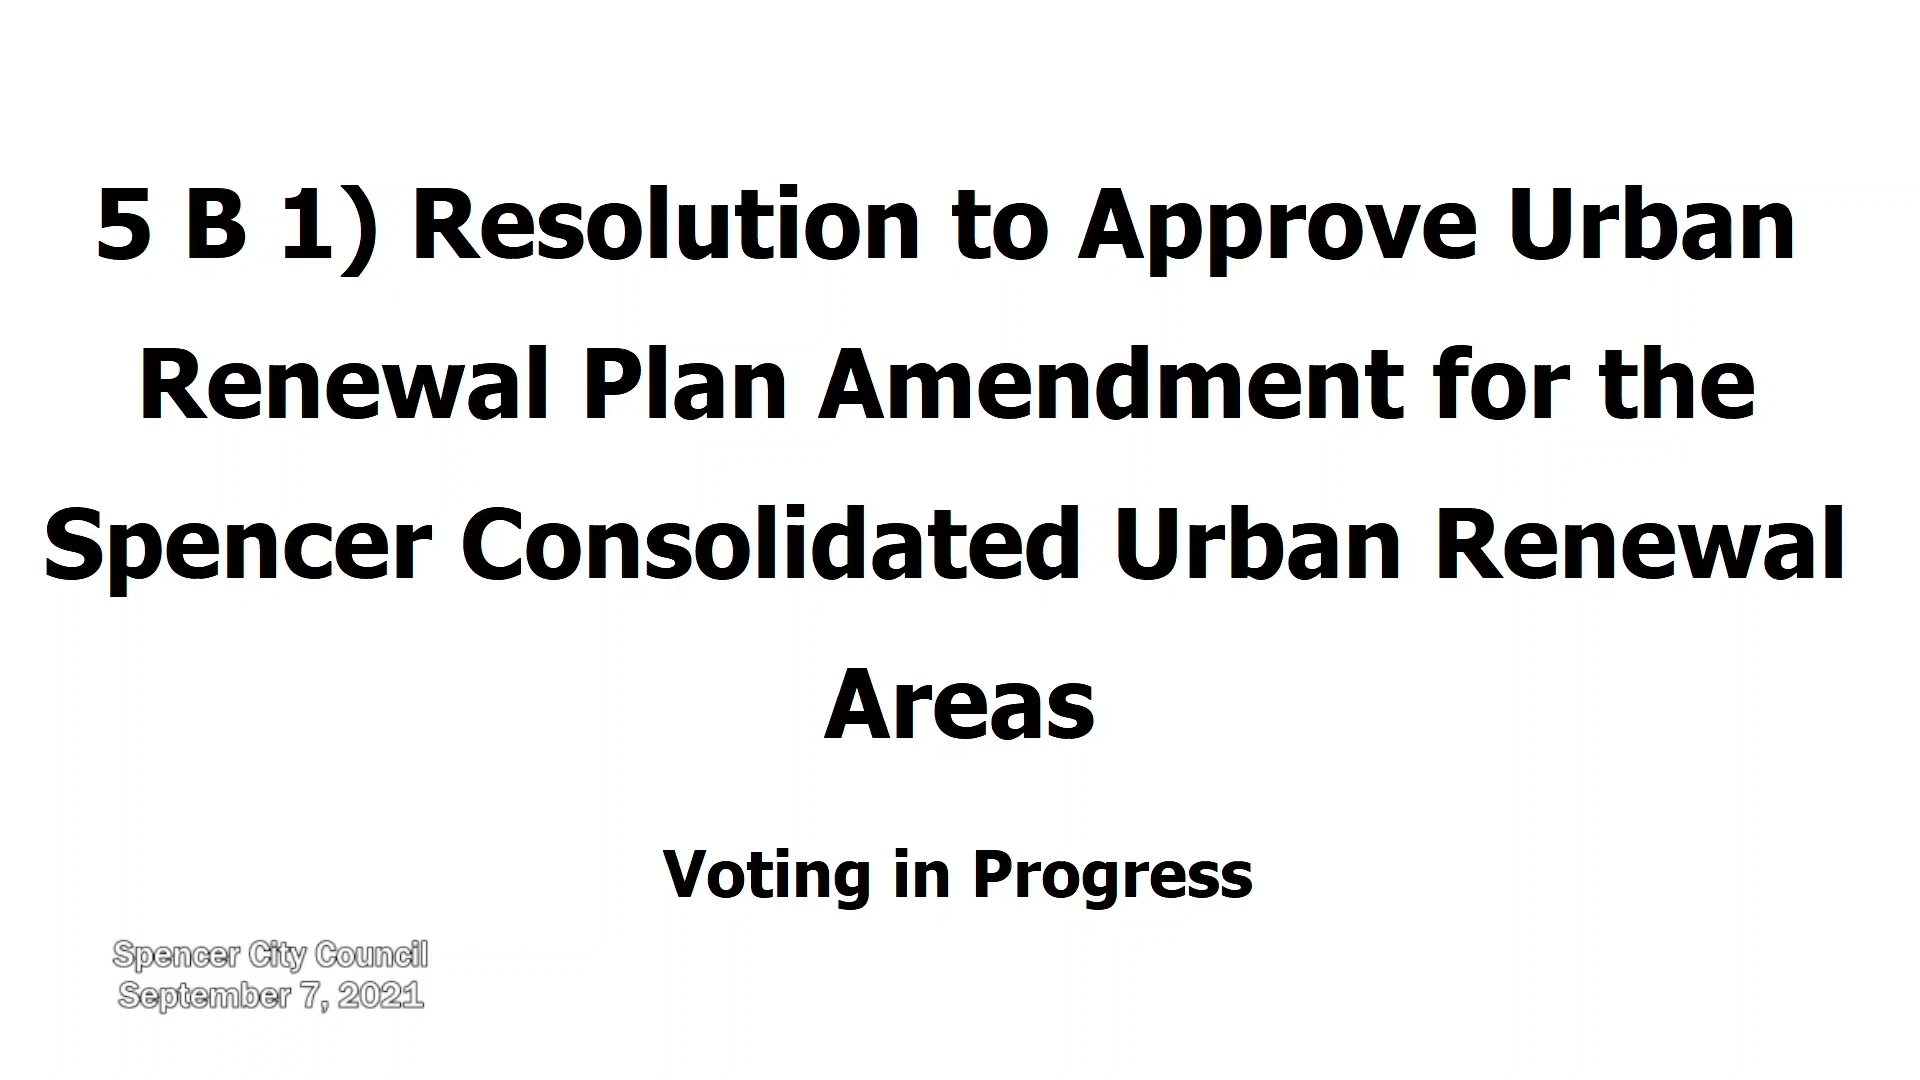 5 B 1) Resolution to Approve Urban
Renewal Plan Amendment for the
Spencer Consolidated Urban Renewal
Areas
Voting in Progress
Spencer City Council
September 7, 2021